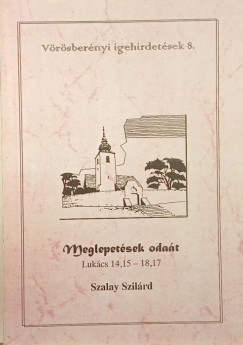 Vörösberényi igehirdetések 8.
Meglepetések odaát
Lukács 14,15 – 18,17
Szalay Szilárd